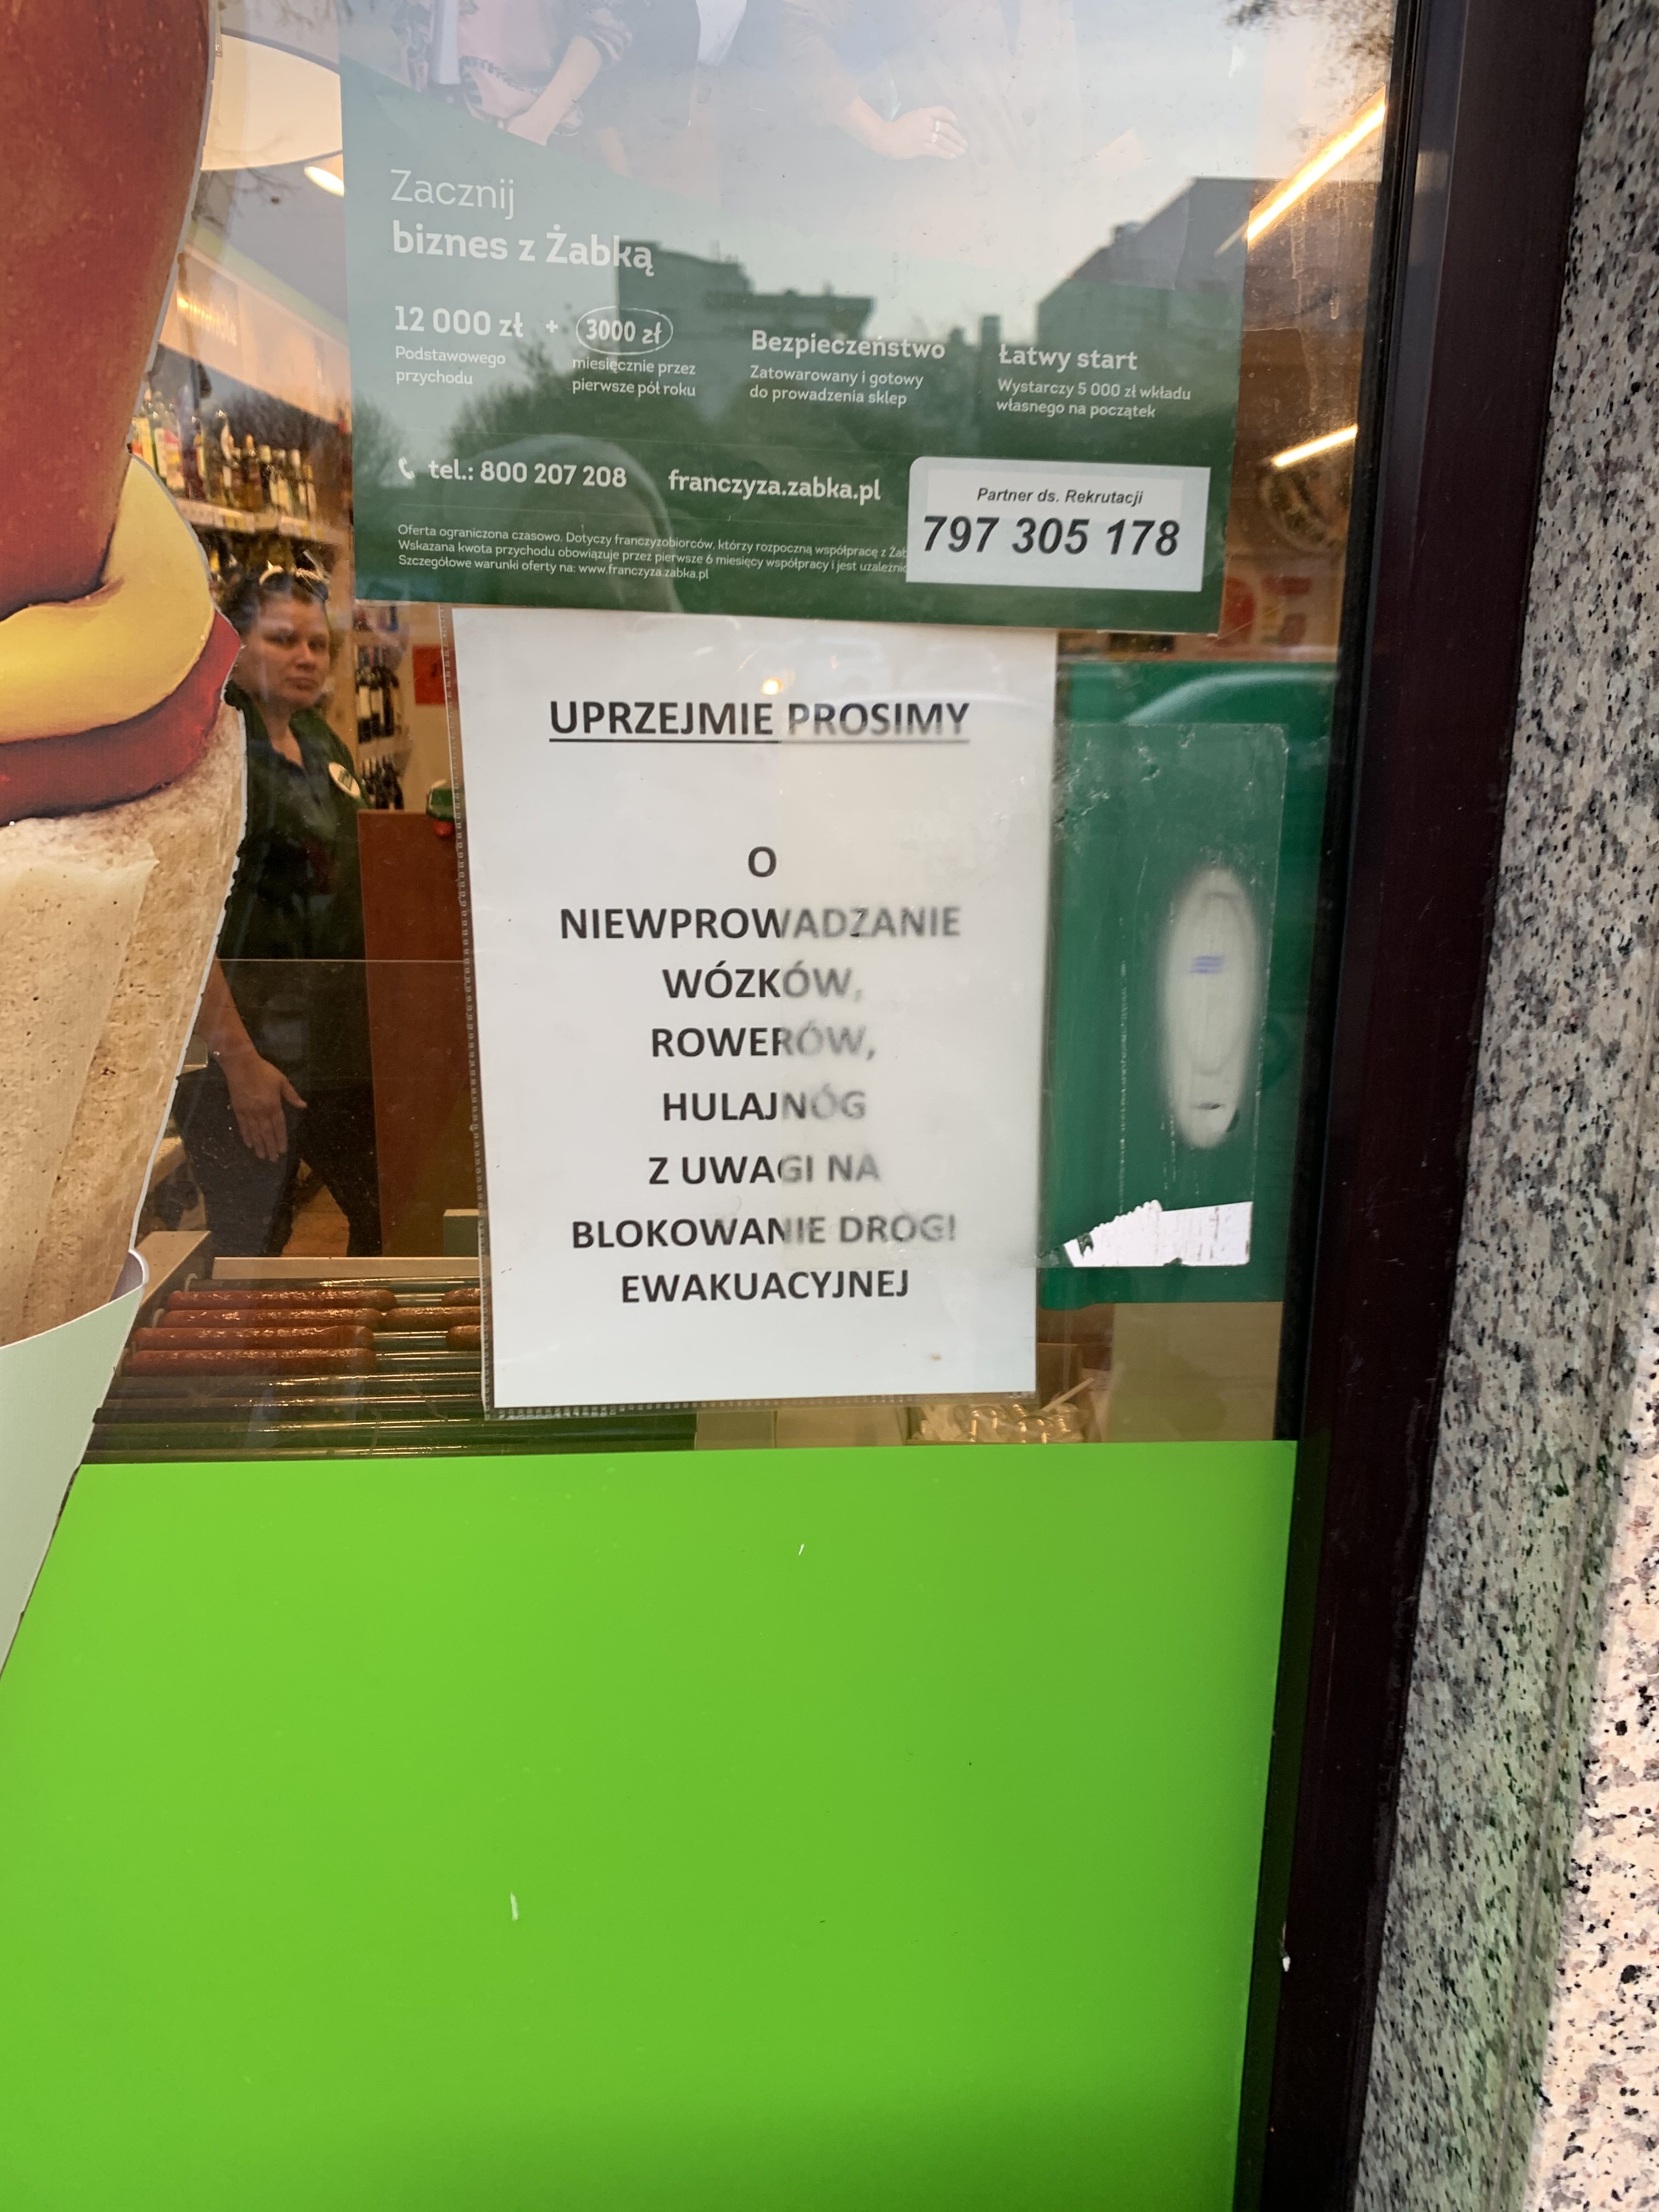 Zacznij
biznes z Żabką
12 000 zł + 3000 zł
Podstawowego
przychodu
miesięcznie przez
pierwsze pół roku
Bezpieczeństwo
Zatowarowany i gotowy
do prowadzenia sklep
Łatwy start
Wystarczy 5 000 zł wkładu
własnego na początek
tel.: 800 207 208
franczyza.zabka.pl
Partner ds. Rekrutacji
797 305 178
Oferta ograniczona czasowo. Dotyczy franczyzobiorców, którzy rozpoczną współpracę z Żab
Wskazana kwota przychodu obowiązuje przez pierwsze 6 miesięcy współpracy i jest uzależnio
Szczegółowe warunki oferty na: www.franczyza.zabka.pl
UPRZEJMIE PROSIMY
O
NIEWPROWADZANIE
WÓZKÓW,
ROWERÓW,
HULAJNÓG
Z UWAGI NA
BLOKOWANIE DROGI
EWAKUACYJNEJ